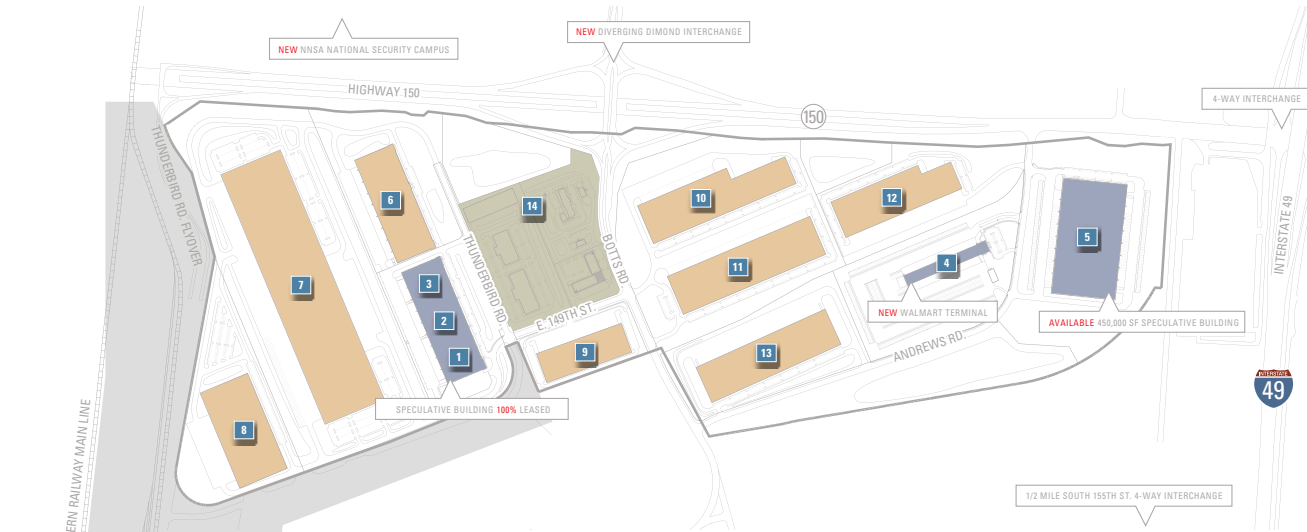 NEW NNSA NATIONAL SECURITY CAMPUS
NEW DIVERGING DIMOND INTERCHANGE
4-WAY INTERCHANGE
HIGHWAY 150
150
THUNDERBIRD RD. FLYOVER
THUNDERBIRD RD.
BOTTS RD.
E. 149TH ST.
ANDREWS RD.
INTERSTATE 49
6
14
10
12
5
7
3
11
4
2
1
9
13
8
NEW WALMART TERMINAL
AVAILABLE 450,000 SF SPECULATIVE BUILDING
SPECULATIVE BUILDING 100% LEASED
INTERSTATE
49
ERN RAILWAY MAIN LINE
1/2 MILE SOUTH 155TH ST. 4-WAY INTERCHANGE